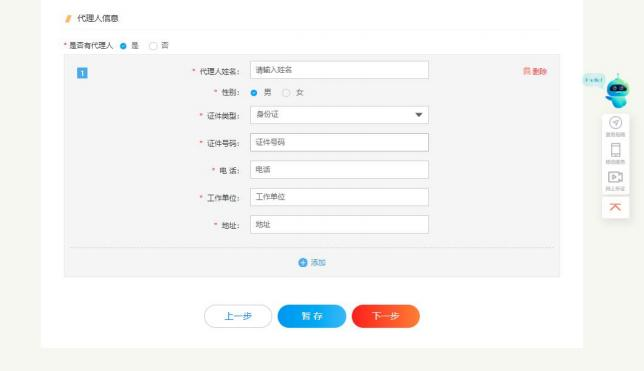 代理人信息
* 是否有代理人 是 否
1
* 代理人姓名: 请输入姓名
删除
* 性别: 男 女
* 证件类型: 身份证
* 证件号码: 证件号码
* 电 话: 电话
* 工作单位: 工作单位
* 地址: 地址
添加
上一步 暂存 下一步